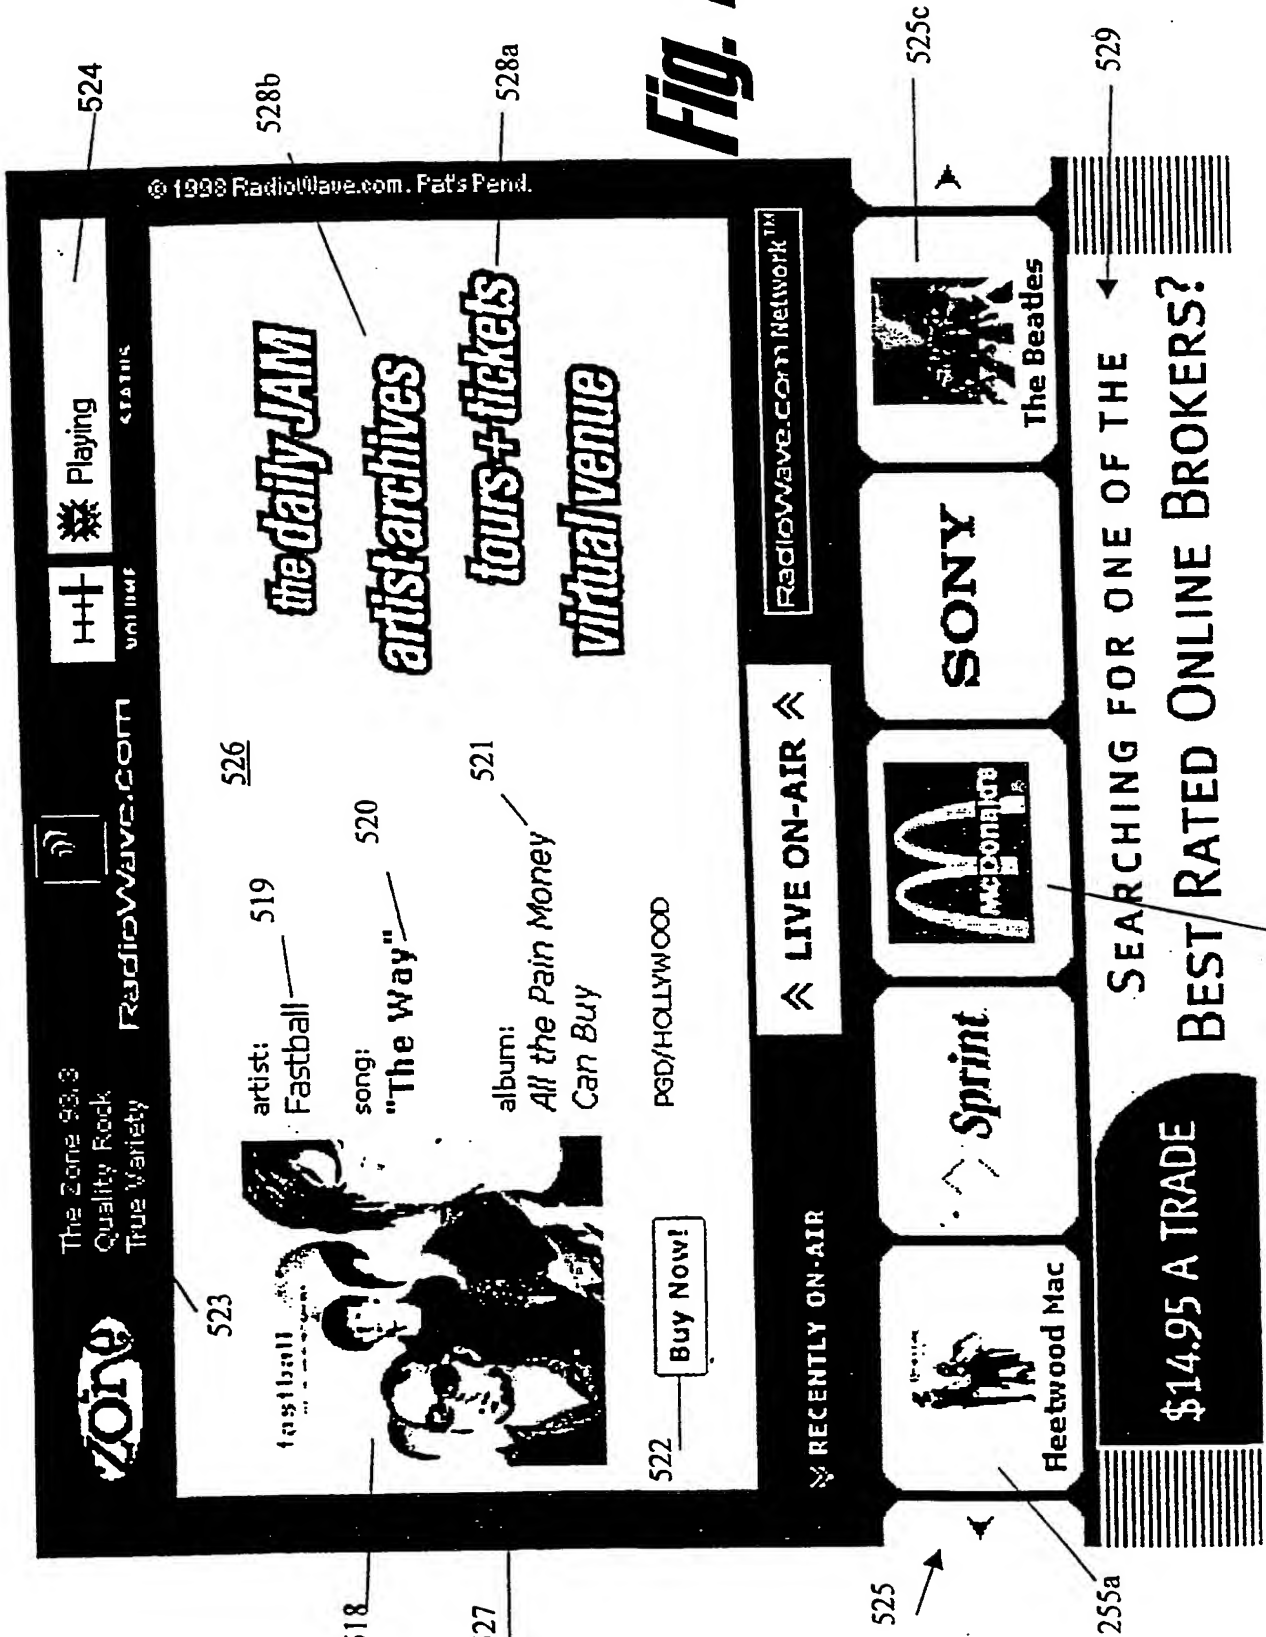 524
528b
528a
Fig.
525c
529
zone
The Zone 93.3
Quality Rock
True Variety
RadioWave.com
VOLUME
Playing
STATUS
© 1998 RadioWave.com. Pat's Pend.
523
fastball
artist:
Fastball
519
song:
"The Way"
520
album:
All the Pain Money
Can Buy
521
PGD/HOLLYWOOD
526
the daily JAM
artist archives
tours + tickets
virtual venue
522
Buy Now!
RECENTLY ON-AIR
LIVE ON-AIR
RadioWave.com Network™
525
255a
Fleetwood Mac
Sprint
McDonald's
®
SONY
The Beatles
$14.95 A TRADE
SEARCHING FOR ONE OF THE
BEST RATED ONLINE BROKERS?
518
527